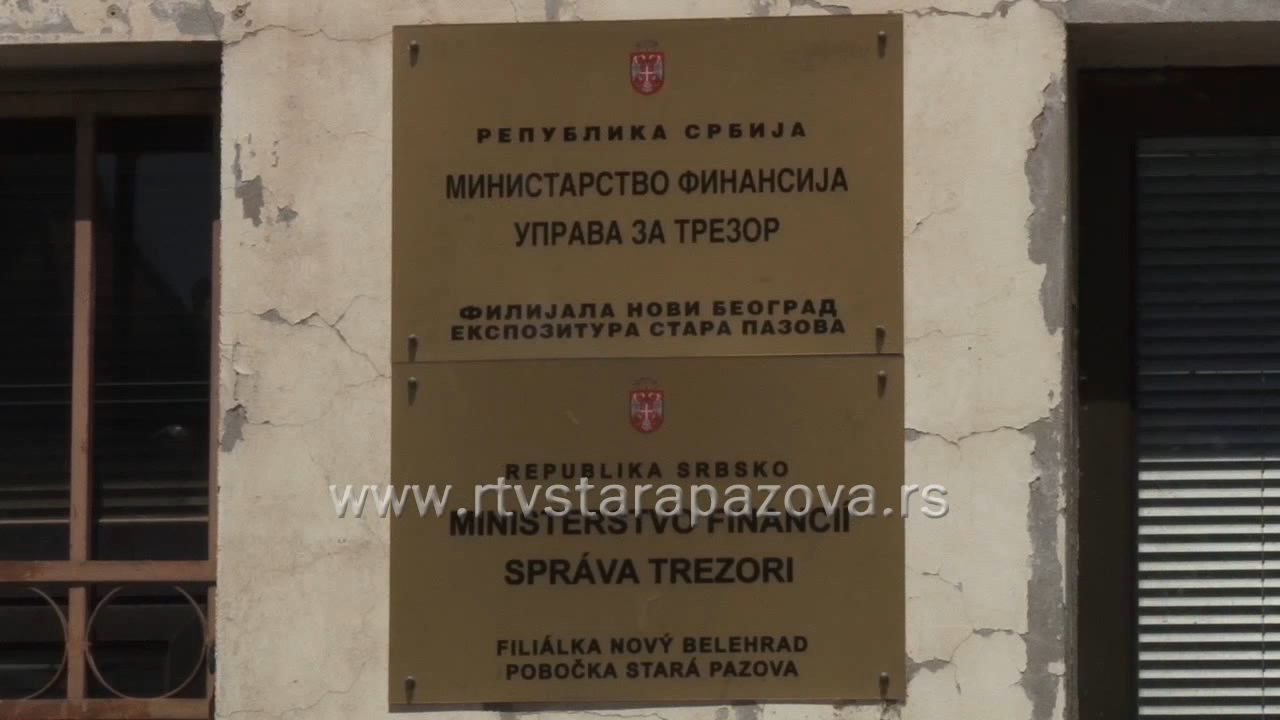 РЕПУБЛИКА СРБИЈА
МИНИСТАРСТВО ФИНАНСИЈА
УПРАВА ЗА ТРЕЗОР
ФИЛИЈАЛА НОВИ БЕОГРАД
ЕКСПОЗИТУРА СТАРА ПАЗОВА
REPUBLIKA SRBSKO
www.rtvstarapazova.rs
MINISTERSTVO FINANCIÍ
SPRÁVA TREZORI
FILIÁLKA NOVÝ BELEHRAD
POBOČKA STARÁ PAZOVA